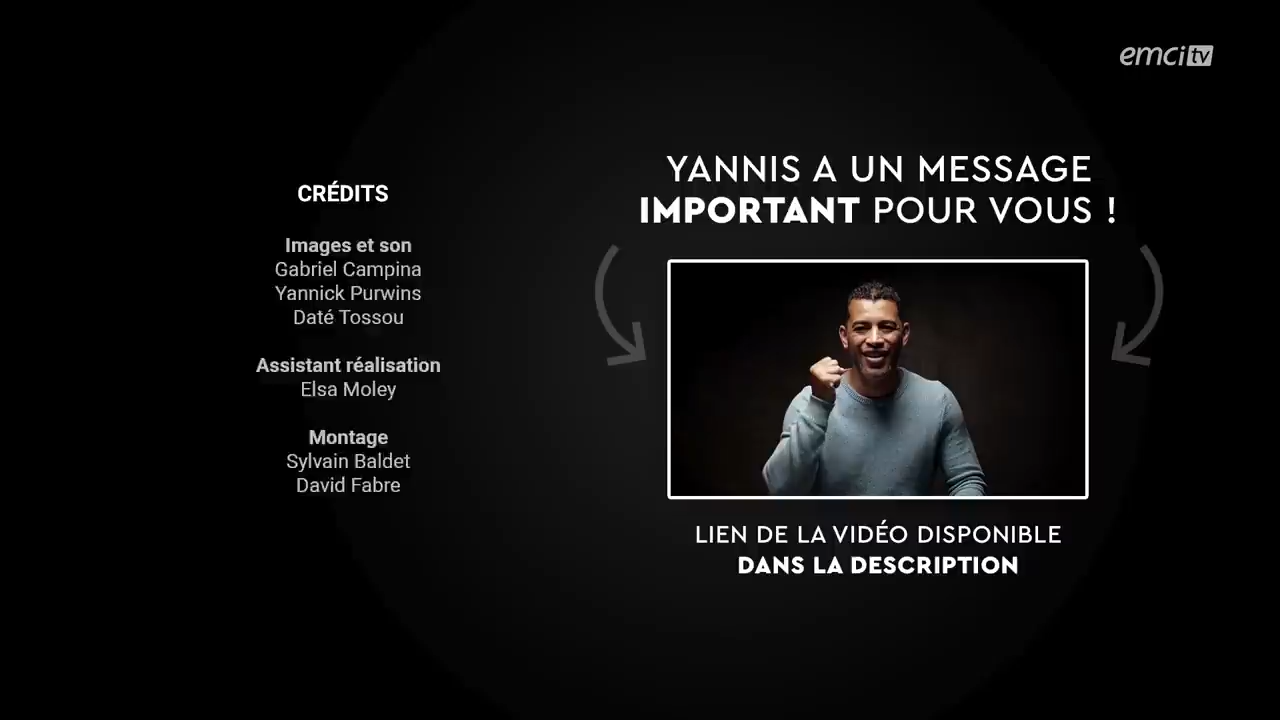 emci tv
CRÉDITS
Images et son
Gabriel Campina
Yannick Purwins
Daté Tossou
Assistant réalisation
Elsa Moley
Montage
Sylvain Baldet
David Fabre
YANNIS A UN MESSAGE
IMPORTANT POUR VOUS !
LIEN DE LA VIDÉO DISPONIBLE
DANS LA DESCRIPTION